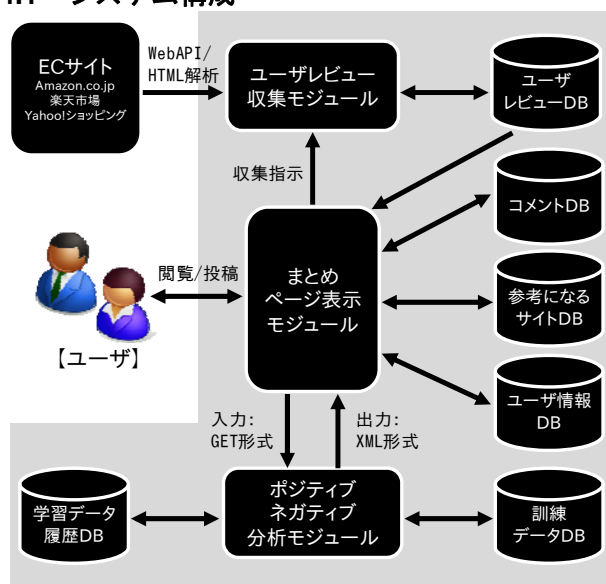 ECサイト
Amazon.co.jp
楽天市場
Yahoo!ショッピング
WebAPI/
HTML解析
ユーザレビュー
収集モジュール
ユーザ
レビューDB
収集指示
コメントDB
閲覧/投稿
まとめ
ページ表示
モジュール
参考になる
サイトDB
【ユーザ】
ユーザ情報
DB
入力:
GET形式
出力:
XML形式
学習データ
履歴DB
ポジティブ
ネガティブ
分析モジュール
訓練
データDB